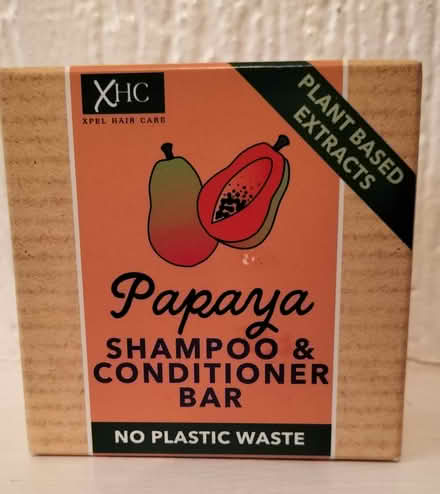 XHC
XPEL HAIR CARE
PLANT BASED
EXTRACTS
Papaya
SHAMPOO &
CONDITIONER
BAR
NO PLASTIC WASTE